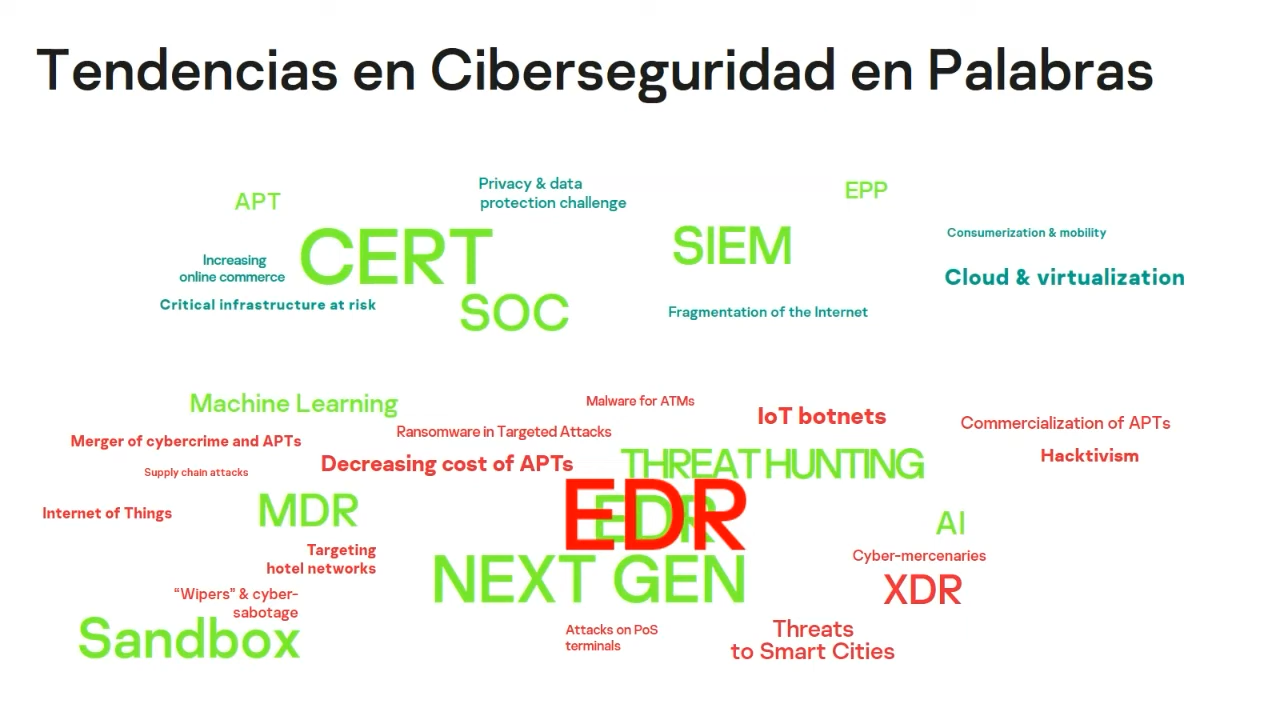 Tendencias en Ciberseguridad en Palabras
APT
Privacy & data
protection challenge
EPP
CERT
SIEM
Consumerization & mobility
Increasing
online commerce
Cloud & virtualization
Critical infrastructure at risk
SOC
Fragmentation of the Internet
Machine Learning
Malware for ATMs
IoT botnets
Commercialization of APTs
Merger of cybercrime and APTs
Ransomware in Targeted Attacks
Decreasing cost of APTs
THREAT HUNTING
Hacktivism
Supply chain attacks
EDR
EDR
Internet of Things
MDR
AI
Targeting
hotel networks
NEXT GEN
Cyber-mercenaries
XDR
“Wipers” & cyber-
sabotage
Sandbox
Attacks on PoS
terminals
Threats
to Smart Cities